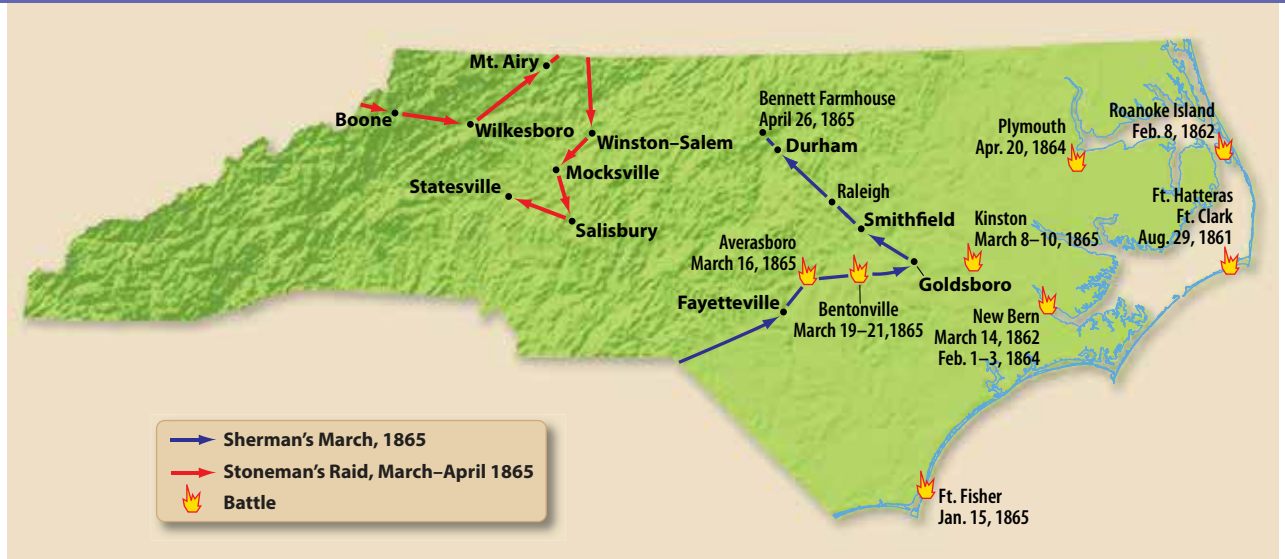 Mt. Airy
Boone
Wilkesboro
Winston–Salem
Mocksville
Statesville
Salisbury
Bennett Farmhouse
April 26, 1865
Durham
Raleigh
Smithfield
Averasboro
March 16, 1865
Fayetteville
Bentonville
March 19–21,1865
Goldsboro
Kinston
March 8–10, 1865
Plymouth
Apr. 20, 1864
Roanoke Island
Feb. 8, 1862
Ft. Hatteras
Ft. Clark
Aug. 29, 1861
New Bern
March 14, 1862
Feb. 1–3, 1864
Ft. Fisher
Jan. 15, 1865
Sherman’s March, 1865
Stoneman’s Raid, March–April 1865
Battle